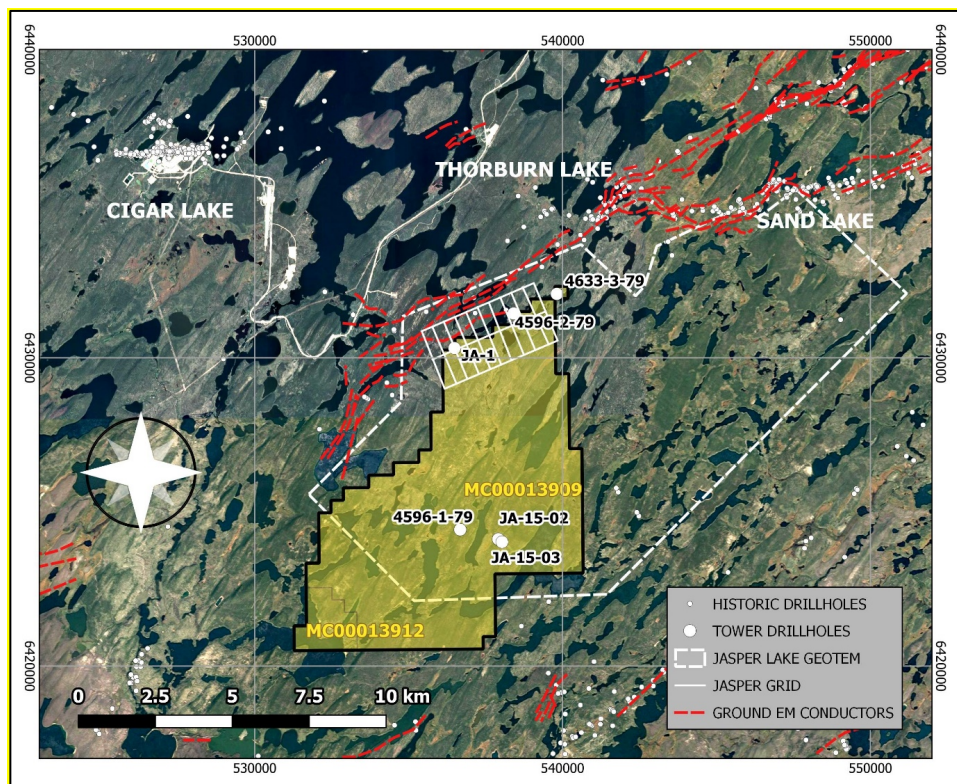 530000
540000
550000
6440000
6440000
THORBURN LAKE
CIGAR LAKE
SAND LAKE
4633-3-79
4596-2-79
6430000
JA-1
6430000
MC00013909
4596-1-79
JA-15-02
JA-15-03
MC00013912
6420000
6420000
0 2.5 5 7.5 10 km
HISTORIC DRILLHOLES
TOWER DRILLHOLES
JASPER LAKE GEOTEM
JASPER GRID
GROUND EM CONDUCTORS
530000
540000
550000